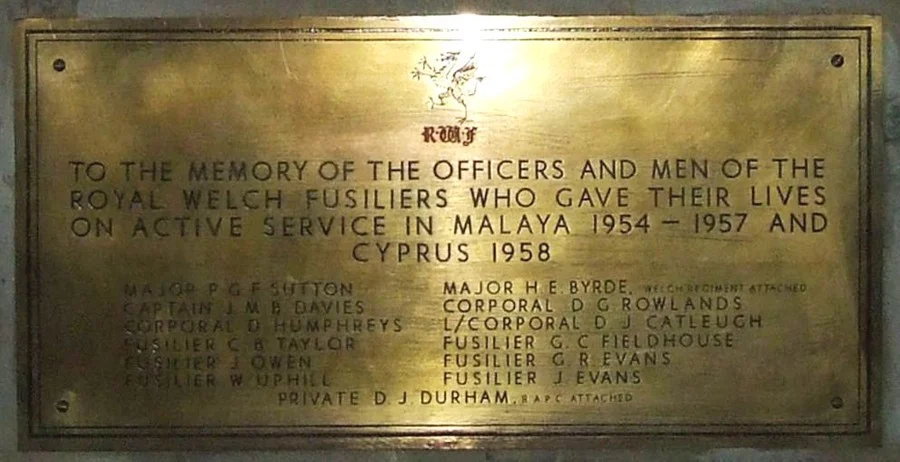 RWF
TO THE MEMORY OF THE OFFICERS AND MEN OF THE
ROYAL WELCH FUSILIERS WHO GAVE THEIR LIVES
ON ACTIVE SERVICE IN MALAYA 1954 – 1957 AND
CYPRUS 1958
MAJOR P G F SUTTON
CAPTAIN J M B DAVIES
CORPORAL D HUMPHREYS
FUSILIER C B TAYLOR
FUSILIER J OWEN
FUSILIER W UPHILL
MAJOR H E BYRDE, WELCH REGIMENT ATTACHED
CORPORAL D G ROWLANDS
L/CORPORAL D J CATLEUGH
FUSILIER G C FIELDHOUSE
FUSILIER G R EVANS
FUSILIER J EVANS
PRIVATE D. J. DURHAM, R A P C ATTACHED